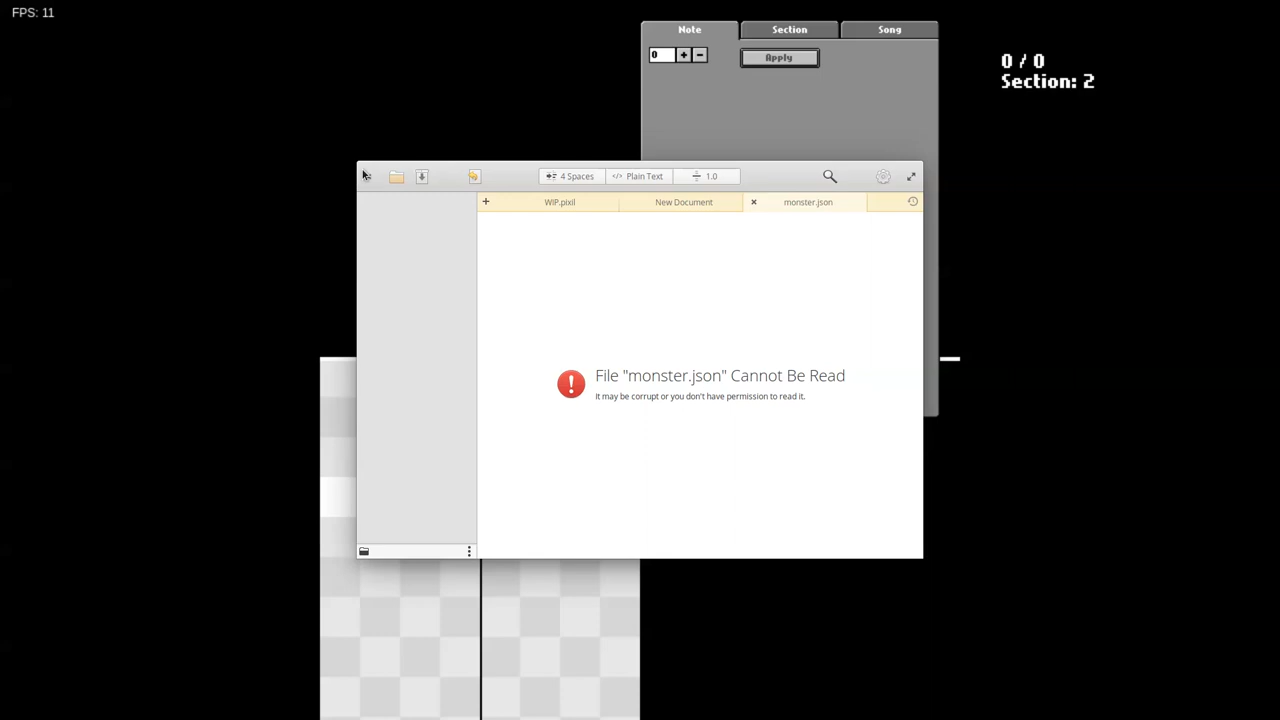 FPS: 11
Note Section Song
0 + - Apply
0 / 0
Section: 2
4 Spaces </> Plain Text 1.0
+ WIP.pixil New Document × monster.json
File "monster.json" Cannot Be Read
It may be corrupt or you don't have permission to read it.